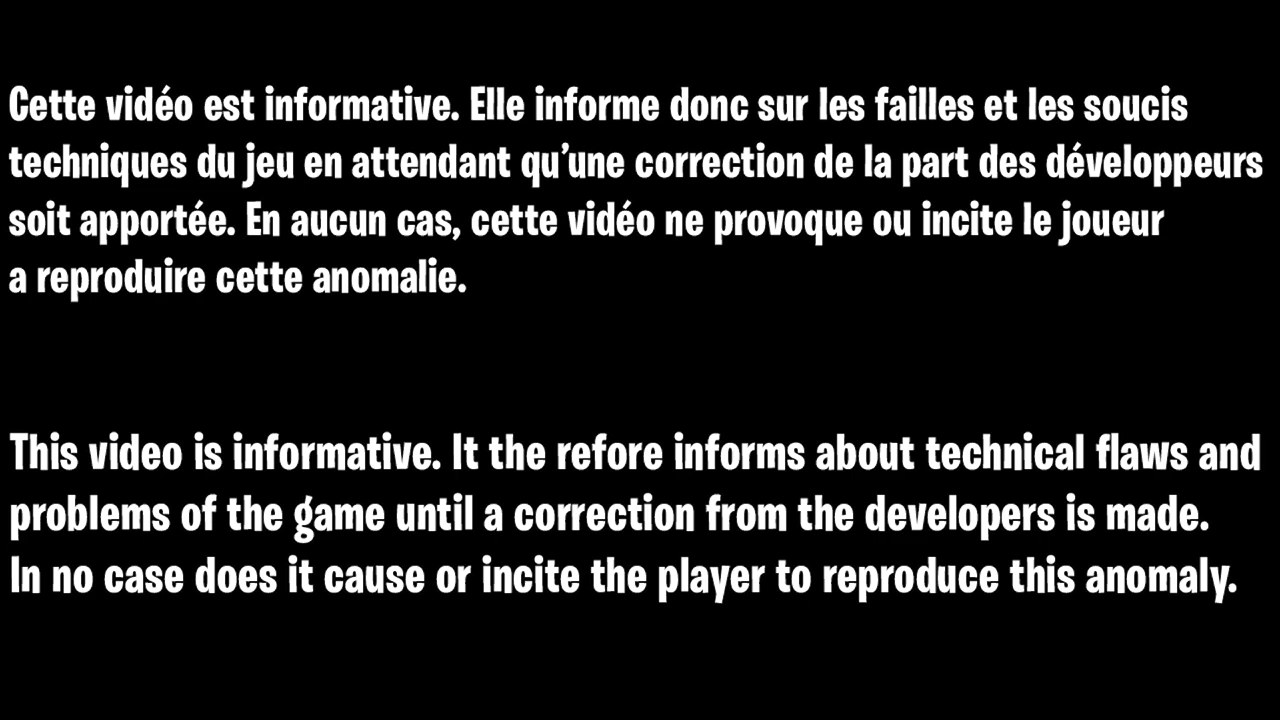 Cette vidéo est informative. Elle informe donc sur les failles et les soucis
techniques du jeu en attendant qu’une correction de la part des développeurs
soit apportée. En aucun cas, cette vidéo ne provoque ou incite le joueur
a reproduire cette anomalie.
This video is informative. It the refore informs about technical flaws and
problems of the game until a correction from the developers is made.
In no case does it cause or incite the player to reproduce this anomaly.